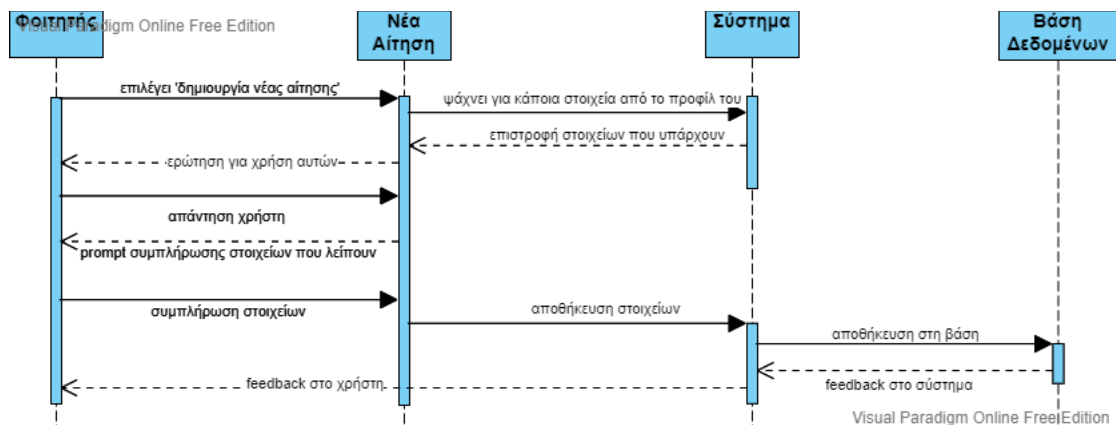 Φοιτητής
Visual Paradigm Online Free Edition
Νέα
Αίτηση
Σύστημα
Βάση
Δεδομένων
επιλέγει 'δημιουργία νέας αίτησης'
ψάχνει για κάποια στοιχεία από το προφίλ του
επιστροφή στοιχείων που υπάρχουν
ερώτηση για χρήση αυτών
απάντηση χρήστη
prompt συμπλήρωσης στοιχείων που λείπουν
συμπλήρωση στοιχείων
αποθήκευση στοιχείων
αποθήκευση στη βάση
feedback στο χρήστη
feedback στο σύστημα
Visual Paradigm Online Free Edition